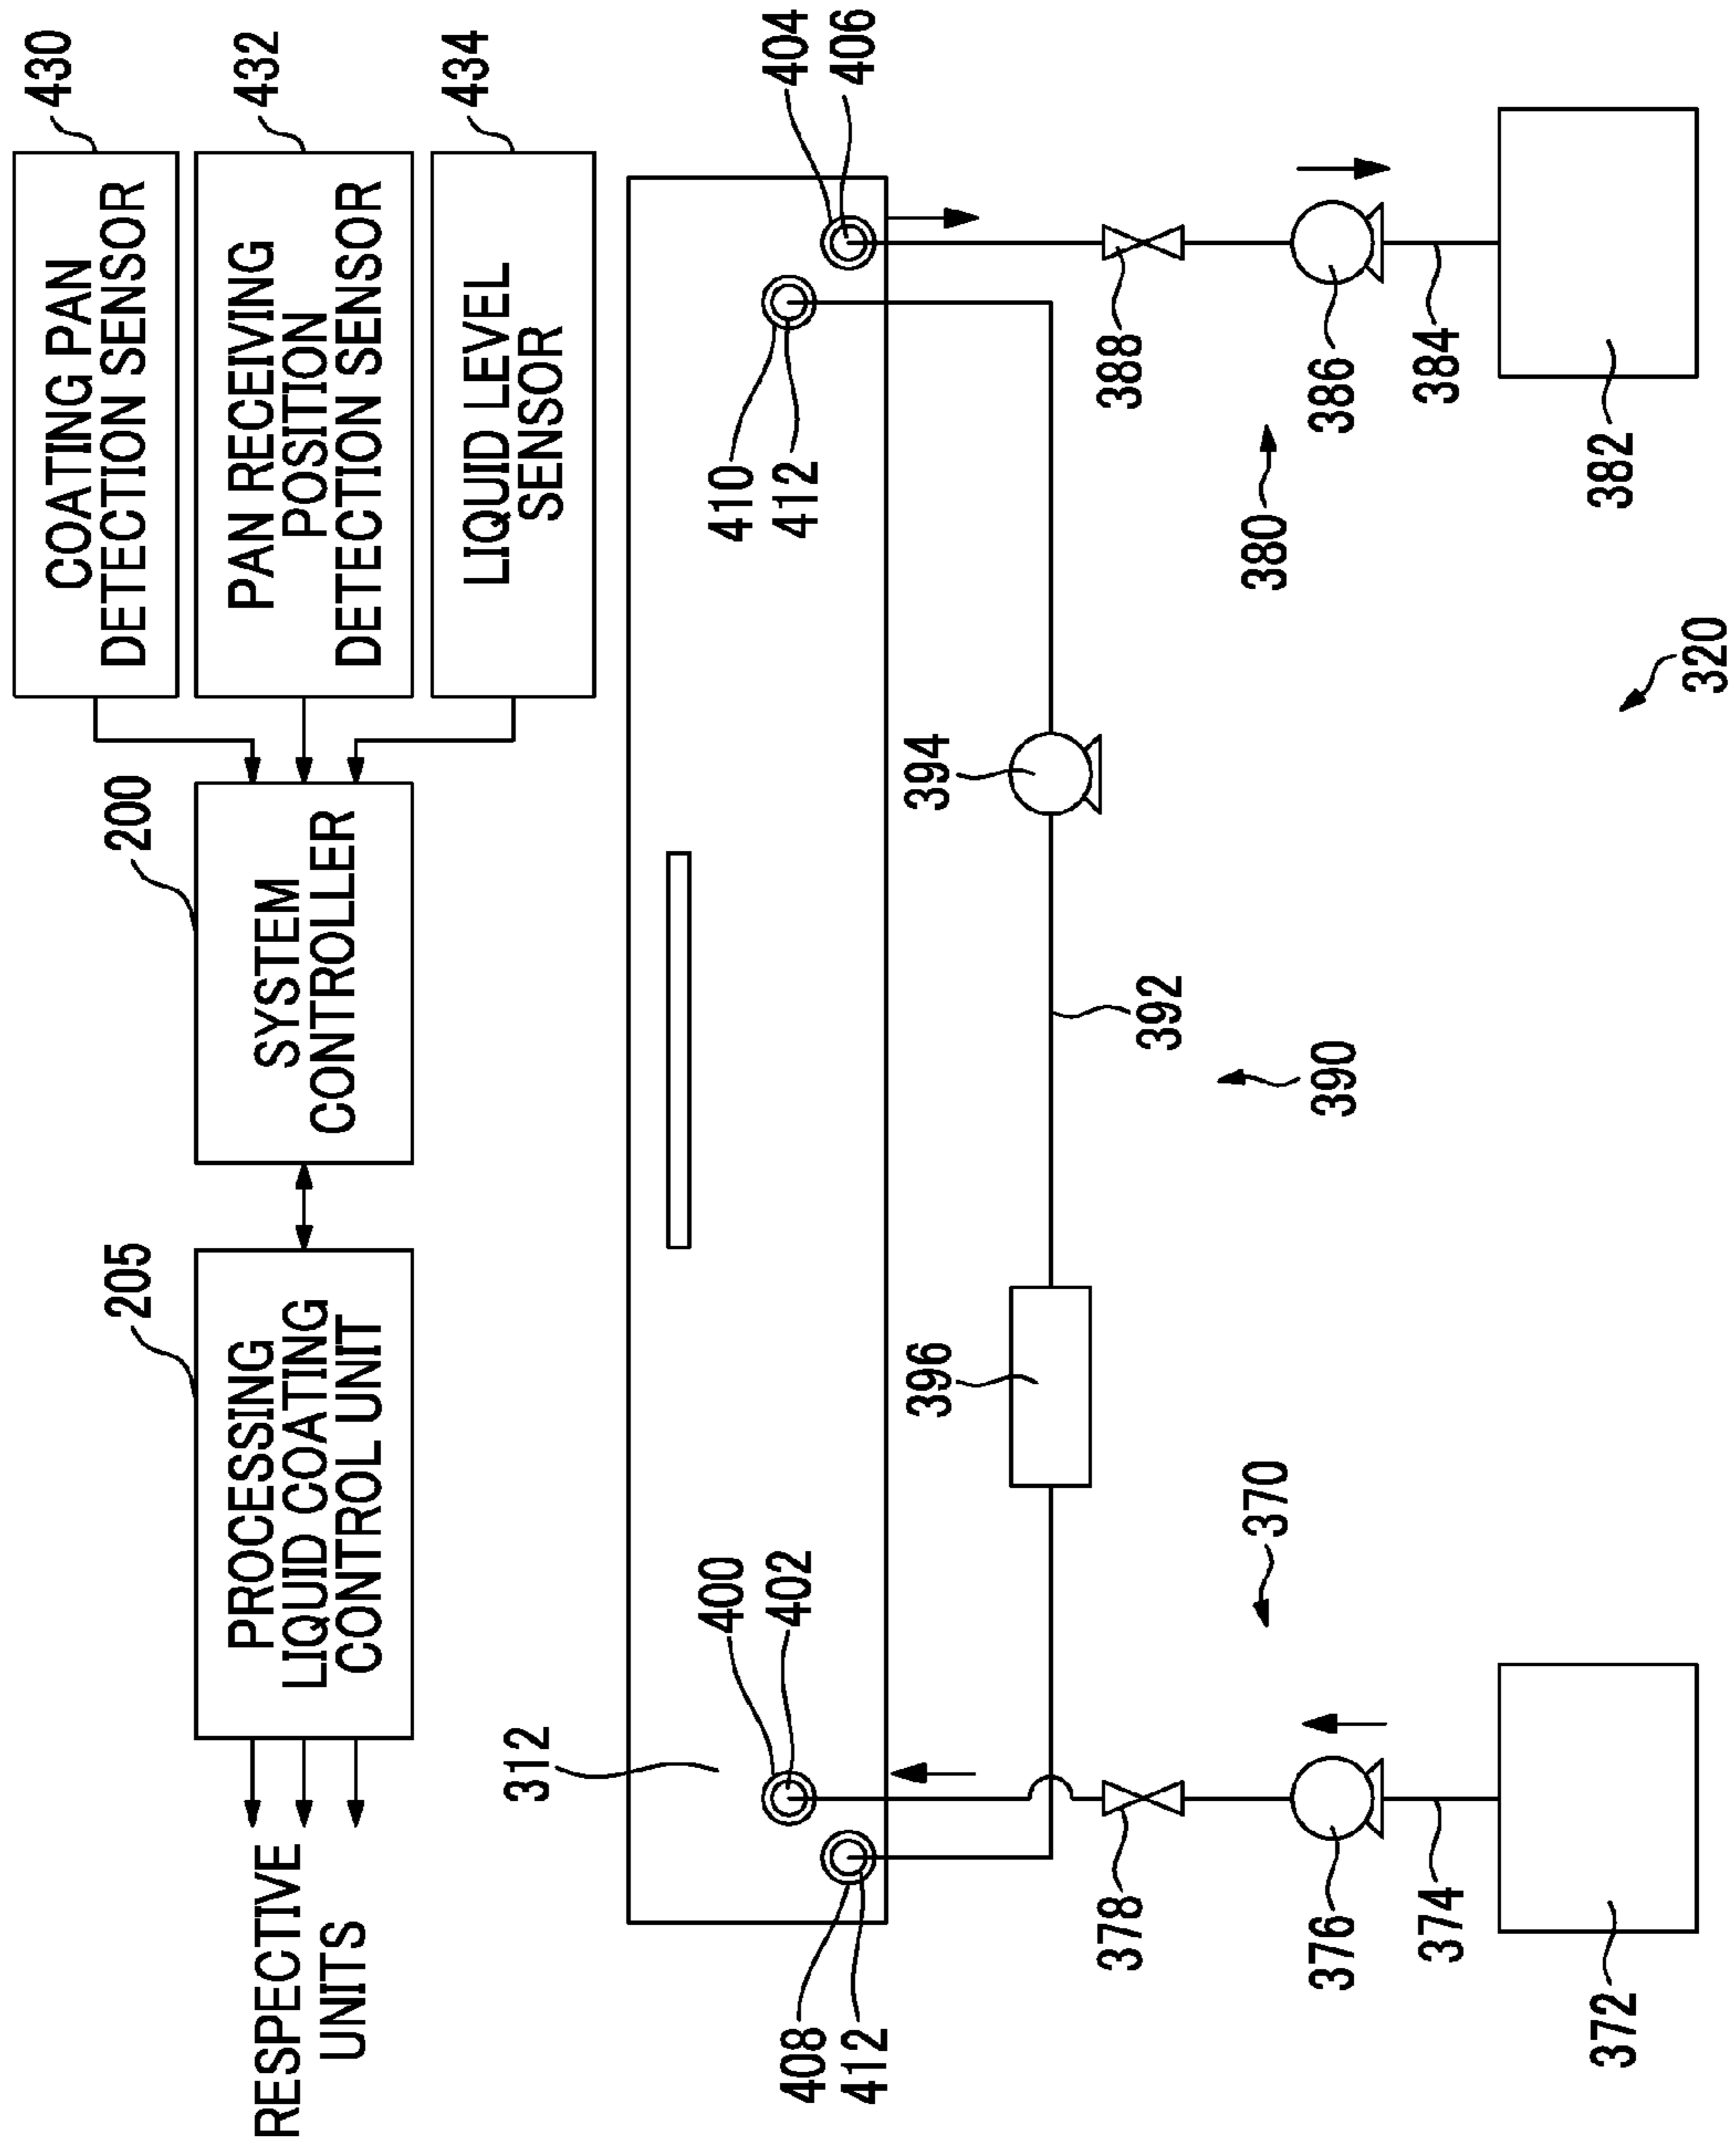 430
COATING PAN
DETECTION SENSOR
432
PAN RECEIVING
POSITION
DETECTION SENSOR
434
LIQUID LEVEL
SENSOR
200
SYSTEM
CONTROLLER
205
PROCESSING
LIQUID COATING
CONTROL UNIT
RESPECTIVE
UNITS
312
400
402
408
412
410
412
404
406
394
396
392
390
388
386
384
380
382
378
376
374
370
372
320